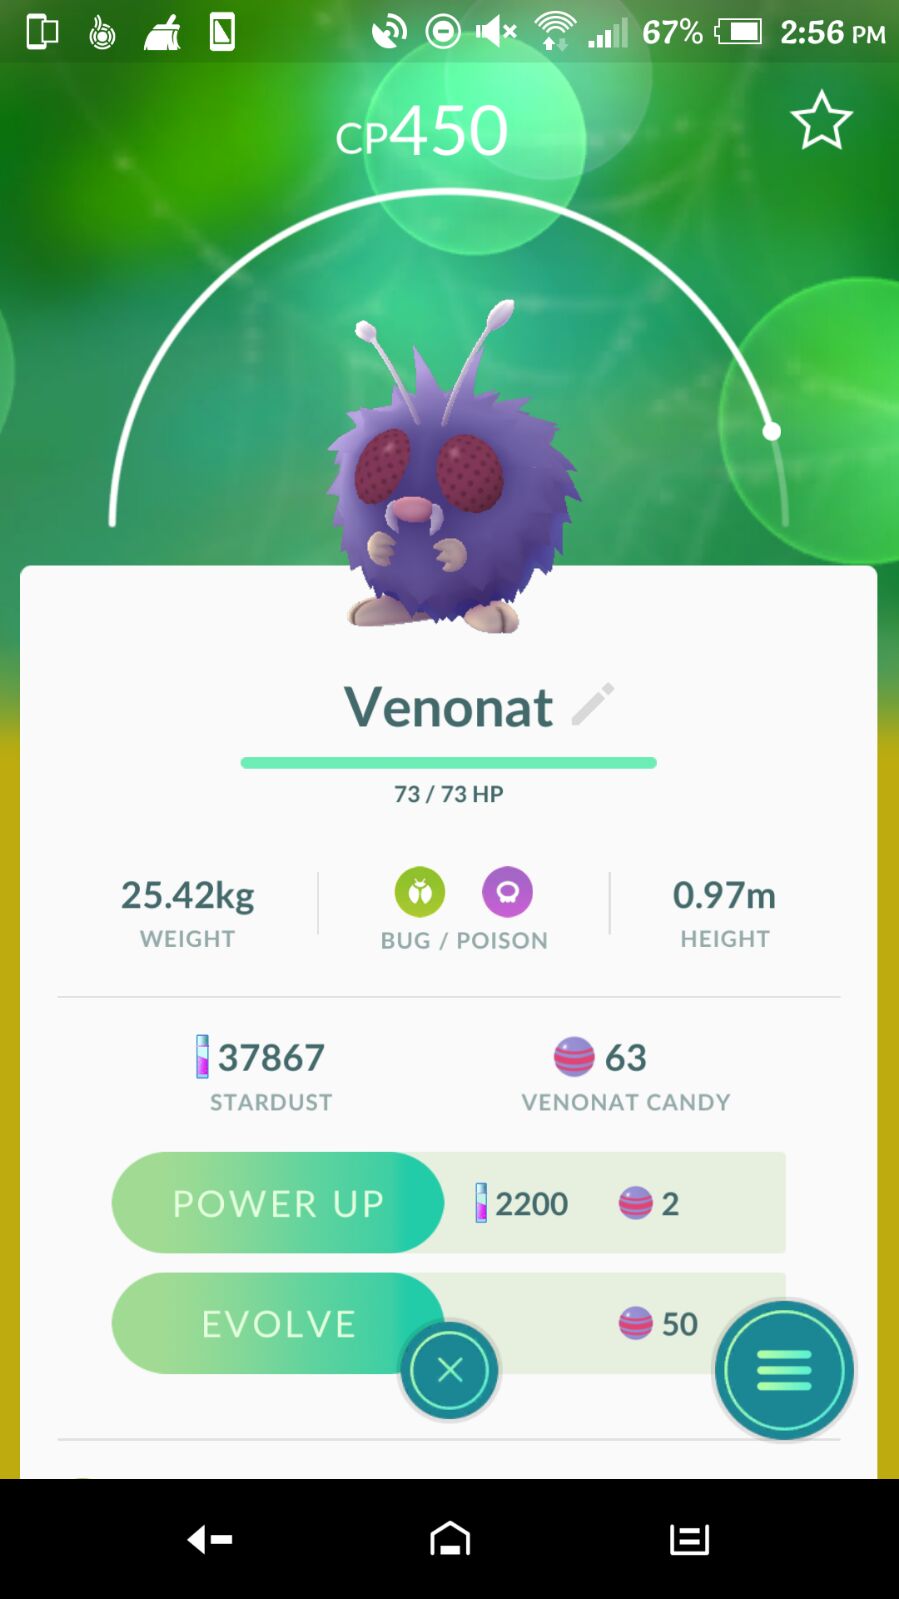 67% 2:56 PM
CP450
Venonat
73 / 73 HP
25.42kg
WEIGHT
BUG / POISON
0.97m
HEIGHT
37867
STARDUST
63
VENONAT CANDY
POWER UP 2200 2
EVOLVE 50